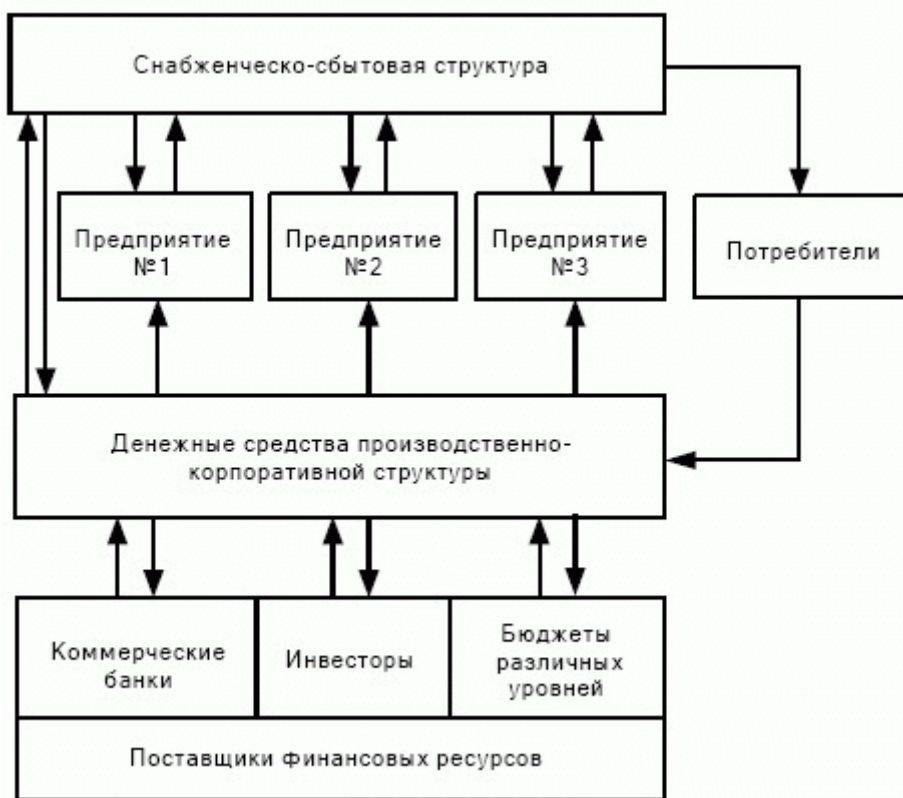 Снабженческо-сбытовая структура
Предприятие
№1
Предприятие
№2
Предприятие
№3
Потребители
Денежные средства производственно-
корпоративной структуры
Коммерческие
банки
Инвесторы
Бюджеты
различных
уровней
Поставщики финансовых ресурсов